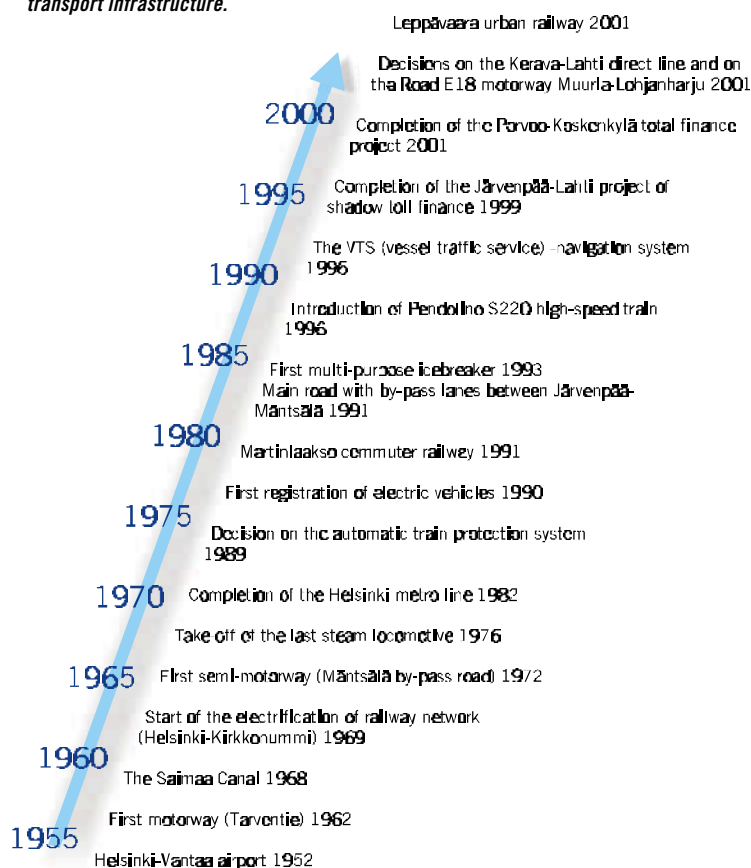 transport infrastructure.
Leppävaara urban railway 2001
Decisions on the Kerava-Lahti direct line and on
the Road E18 motorway Muurla-Lohjanharju 2001
2000
Completion of the Porvoo-Koskenkylä total finance
project 2001
1995
Completion of the Järvenpää-Lahti project of
shadow toll finance 1999
The VTS (vessel traffic service) -navigation system
1996
1990
Introduction of Pendolino S220 high-speed train
1996
1985
First multi-purpose icebreaker 1993
Main road with by-pass lanes between Järvenpää-
Mäntsälä 1991
1980
Martinlaakso commuter railway 1991
First registration of electric vehicles 1990
1975
Decision on the automatic train protection system
1989
1970
Completion of the Helsinki metro line 1982
Take off of the last steam locomotive 1976
1965
First semi-motorway (Mäntsälä by-pass road) 1972
Start of the electrification of railway network
(Helsinki-Kirkkonummi) 1969
1960
The Saimaa Canal 1968
First motorway (Tarventie) 1962
1955
Helsinki-Vantaa airport 1952